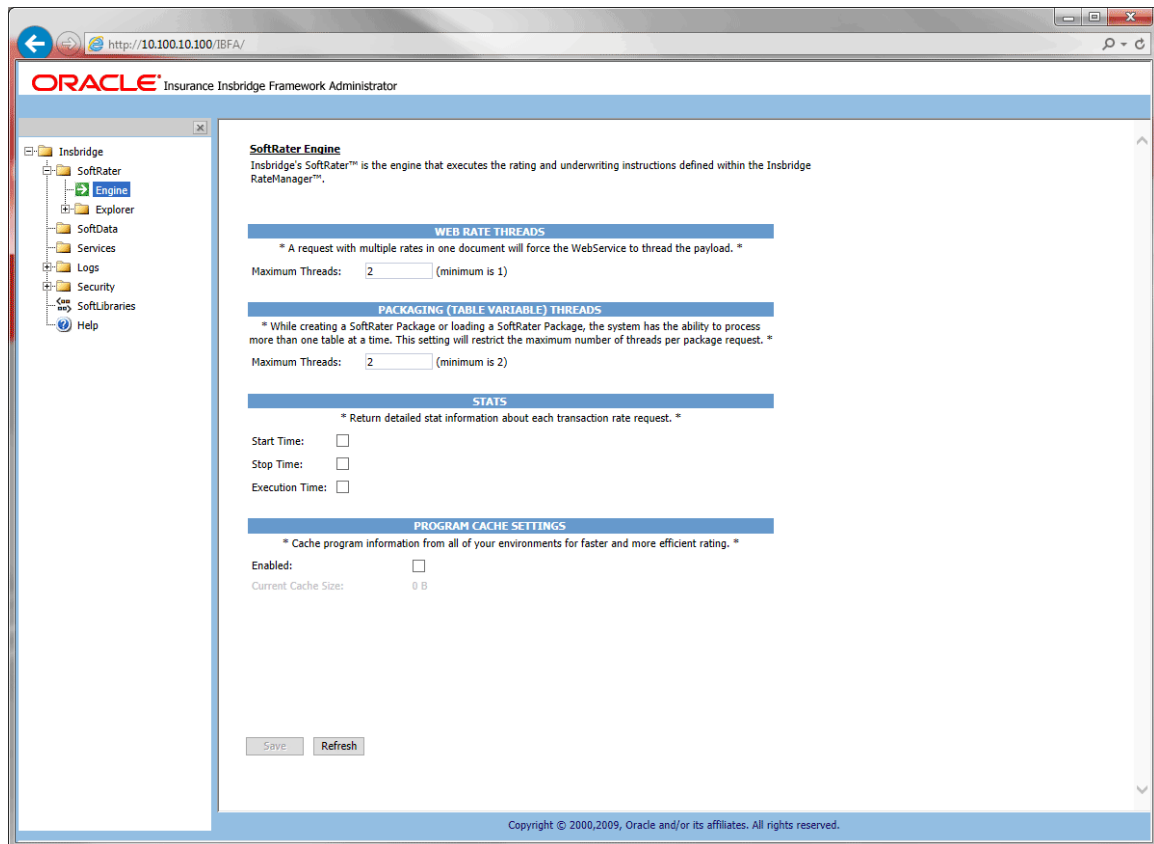 http://10.100.10.100/IBFA/
ORACLE Insurance Insbridge Framework Administrator
Insbridge
SoftRater
Engine
Explorer
SoftData
Services
Logs
Security
SoftLibraries
Help
SoftRater Engine
Insbridge's SoftRater™ is the engine that executes the rating and underwriting instructions defined within the Insbridge
RateManager™.
WEB RATE THREADS
* A request with multiple rates in one document will force the WebService to thread the payload. *
Maximum Threads: 2 (minimum is 1)
PACKAGING (TABLE VARIABLE) THREADS
* While creating a SoftRater Package or loading a SoftRater Package, the system has the ability to process
more than one table at a time. This setting will restrict the maximum number of threads per package request. *
Maximum Threads: 2 (minimum is 2)
STATS
* Return detailed stat information about each transaction rate request. *
Start Time:
Stop Time:
Execution Time:
PROGRAM CACHE SETTINGS
* Cache program information from all of your environments for faster and more efficient rating. *
Enabled:
Current Cache Size: 0 B
Save Refresh
Copyright © 2000,2009, Oracle and/or its affiliates. All rights reserved.